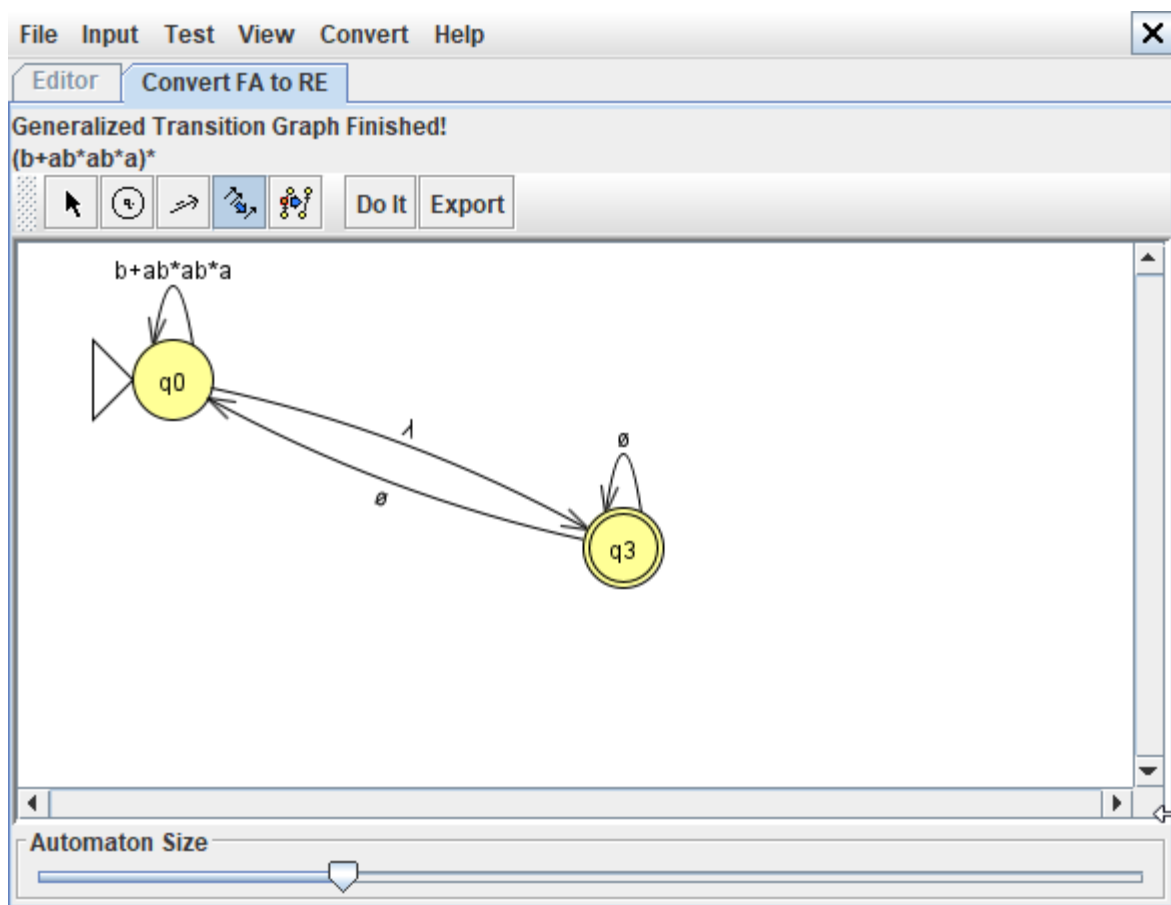 File Input Test View Convert Help
Editor Convert FA to RE
Generalized Transition Graph Finished!
(b+ab*ab*a)*
Do It Export
b+ab*ab*a
q0
λ
ø
ø
q3
Automaton Size